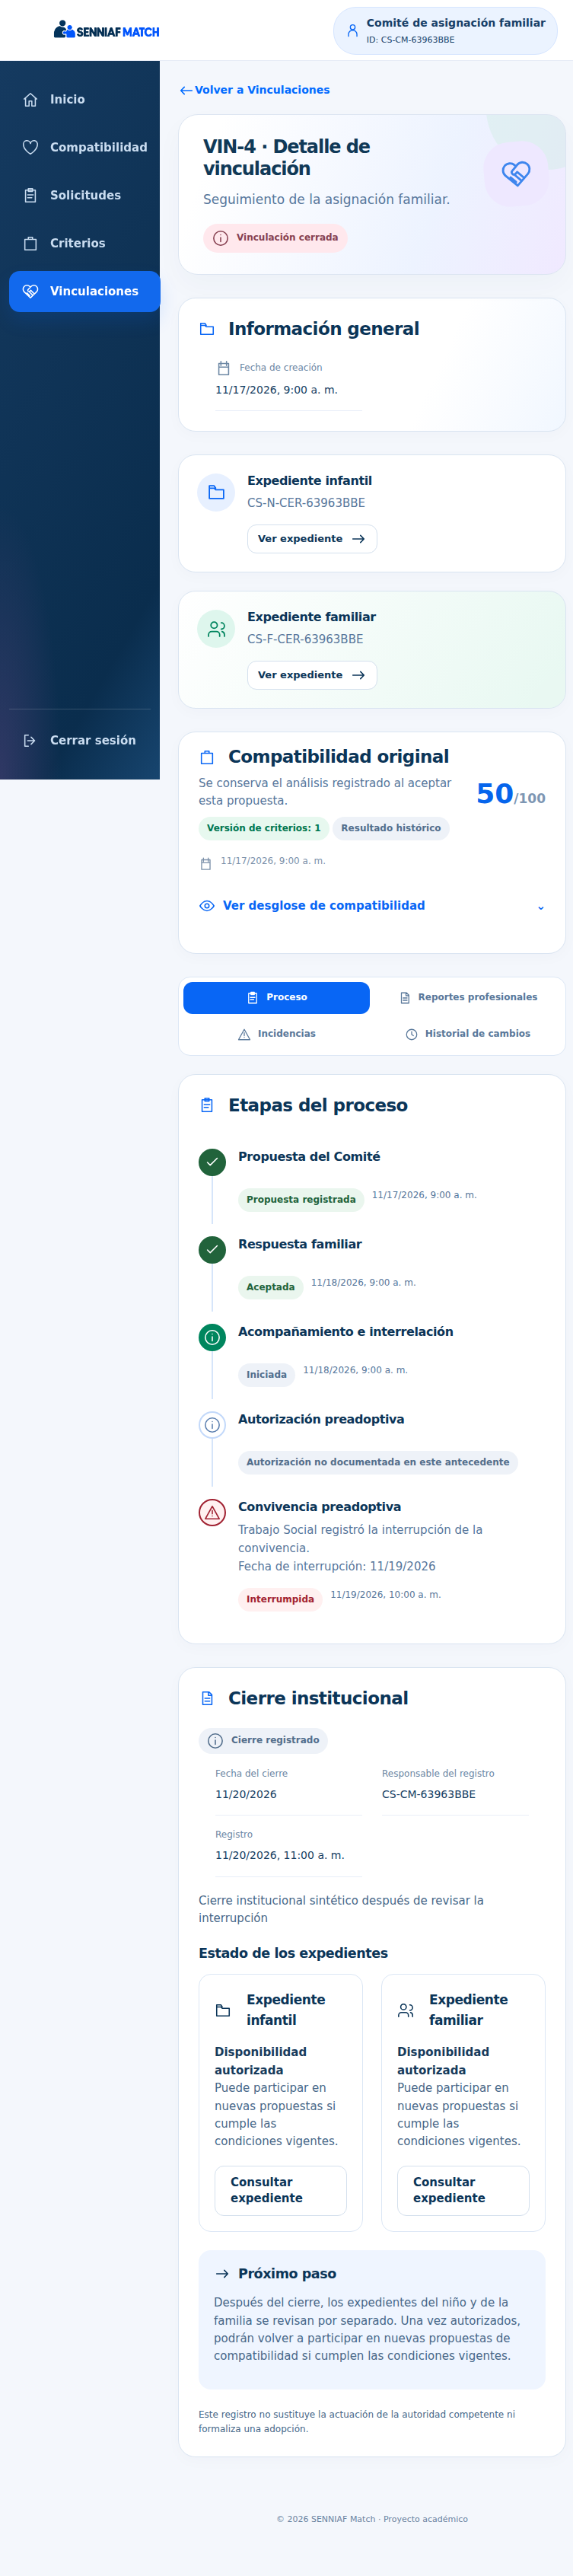 SENNIAF MATCH
Comité de asignación familiar
ID: CS-CM-63963BBE
Inicio
Compatibilidad
Solicitudes
Criterios
Vinculaciones
Cerrar sesión
Volver a Vinculaciones
VIN-4 · Detalle de
vinculación
Seguimiento de la asignación familiar.
Vinculación cerrada
Información general
Fecha de creación
11/17/2026, 9:00 a. m.
Expediente infantil
CS-N-CER-63963BBE
Ver expediente
Expediente familiar
CS-F-CER-63963BBE
Ver expediente
Compatibilidad original
Se conserva el análisis registrado al aceptar
esta propuesta.
50/100
Versión de criterios: 1
Resultado histórico
11/17/2026, 9:00 a. m.
Ver desglose de compatibilidad
Proceso
Reportes profesionales
Incidencias
Historial de cambios
Etapas del proceso
Propuesta del Comité
Propuesta registrada
11/17/2026, 9:00 a. m.
Respuesta familiar
Aceptada
11/18/2026, 9:00 a. m.
Acompañamiento e interrelación
Iniciada
11/18/2026, 9:00 a. m.
Autorización preadoptiva
Autorización no documentada en este antecedente
Convivencia preadoptiva
Trabajo Social registró la interrupción de la
convivencia.
Fecha de interrupción: 11/19/2026
Interrumpida
11/19/2026, 10:00 a. m.
Cierre institucional
Cierre registrado
Fecha del cierre
11/20/2026
Responsable del registro
CS-CM-63963BBE
Registro
11/20/2026, 11:00 a. m.
Cierre institucional sintético después de revisar la
interrupción
Estado de los expedientes
Expediente
infantil
Disponibilidad
autorizada
Puede participar en
nuevas propuestas si
cumple las
condiciones vigentes.
Consultar
expediente
Expediente
familiar
Disponibilidad
autorizada
Puede participar en
nuevas propuestas si
cumple las
condiciones vigentes.
Consultar
expediente
Próximo paso
Después del cierre, los expedientes del niño y de la
familia se revisan por separado. Una vez autorizados,
podrán volver a participar en nuevas propuestas de
compatibilidad si cumplen las condiciones vigentes.
Este registro no sustituye la actuación de la autoridad competente ni
formaliza una adopción.
© 2026 SENNIAF Match · Proyecto académico